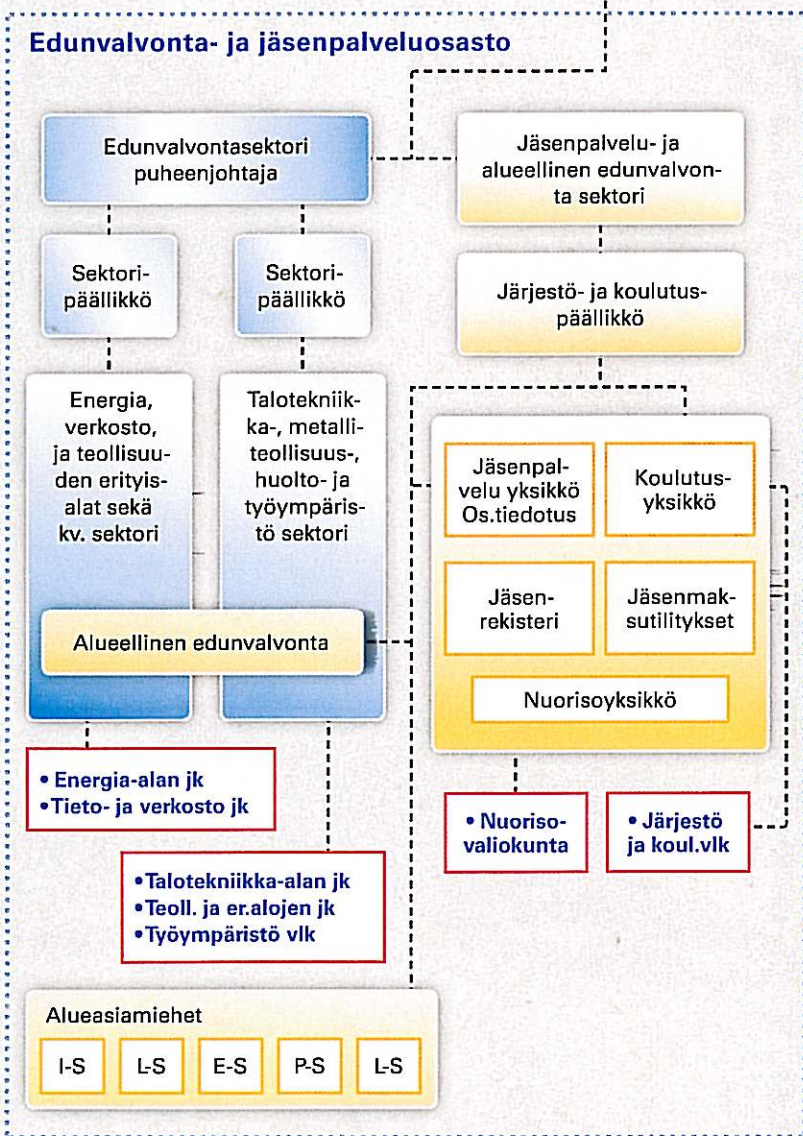 Edunvalvonta- ja jäsenpalveluosasto
Edunvalvontasektori
puheenjohtaja
Jäsenpalvelu- ja
alueellinen edunvalvon-
ta sektori
Sektori-
päällikkö
Sektori-
päällikkö
Järjestö- ja koulutus-
päällikkö
Energia,
verkosto,
ja teollisuu-
den erityis-
alat sekä
kv. sektori
Talotekniik-
ka-, metalli-
teollisuus-,
huolto- ja
työympäris-
tö sektori
Jäsenpal-
velu yksikkö
Os.tiedotus
Koulutus-
yksikkö
Jäsen-
rekisteri
Jäsenmak-
sutilitykset
Nuorisoyksikkö
Alueellinen edunvalvonta
• Energia-alan jk
• Tieto- ja verkosto jk
• Nuoriso-
valiokunta
• Järjestö
ja koul.vlk
• Talotekniikka-alan jk
• Teoll. ja er.alojen jk
• Työympäristö vlk
Alueasiamiehet
I-S
L-S
E-S
P-S
L-S